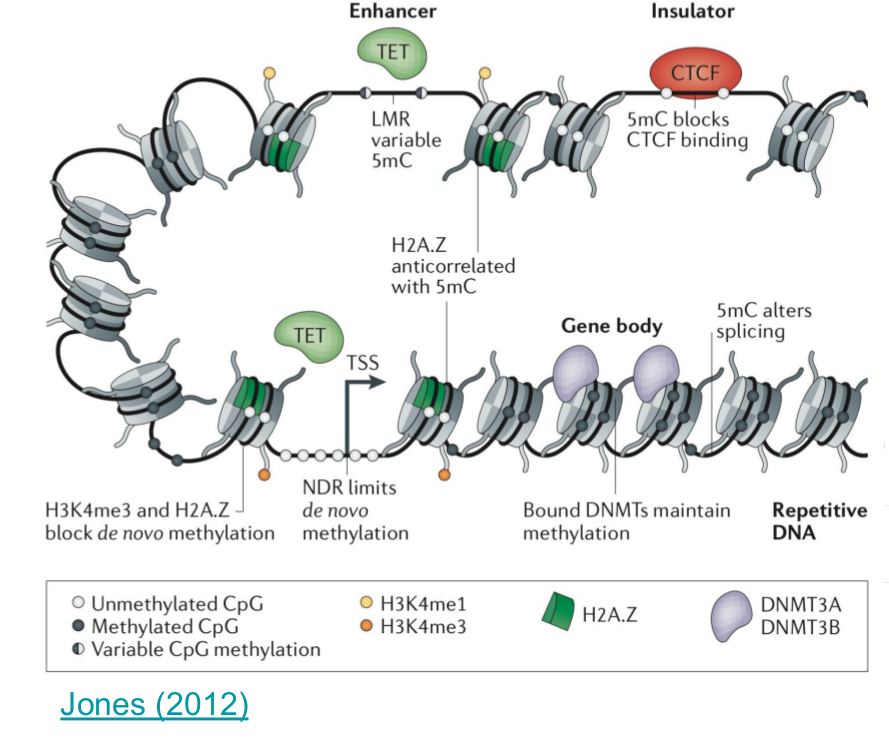 Enhancer
Insulator
TET
CTCF
LMR
variable
5mC
5mC blocks
CTCF binding
H2A.Z
anticorrelated
with 5mC
TET
TSS
Gene body
5mC alters
splicing
H3K4me3 and H2A.Z
block de novo methylation
NDR limits
de novo
methylation
Bound DNMTs maintain
methylation
Repetitive
DNA
Unmethylated CpG
Methylated CpG
Variable CpG methylation
H3K4me1
H3K4me3
H2A.Z
DNMT3A
DNMT3B
Jones (2012)